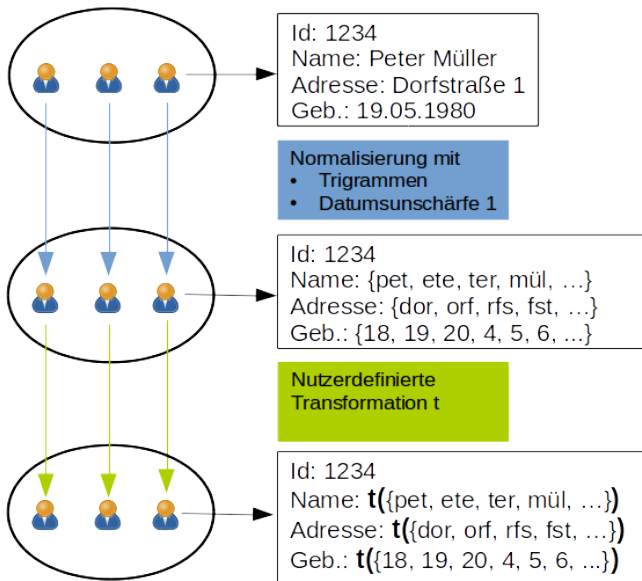 Id: 1234
Name: Peter Müller
Adresse: Dorfstraße 1
Geb.: 19.05.1980
Normalisierung mit
• Trigrammen
• Datumsunschärfe 1
Id: 1234
Name: {pet, ete, ter, mül, …}
Adresse: {dor, orf, rfs, fst, …}
Geb.: {18, 19, 20, 4, 5, 6, ...}
Nutzerdefinierte
Transformation t
Id: 1234
Name: t({pet, ete, ter, mül, …})
Adresse: t({dor, orf, rfs, fst, …})
Geb.: t({18, 19, 20, 4, 5, 6, ...})